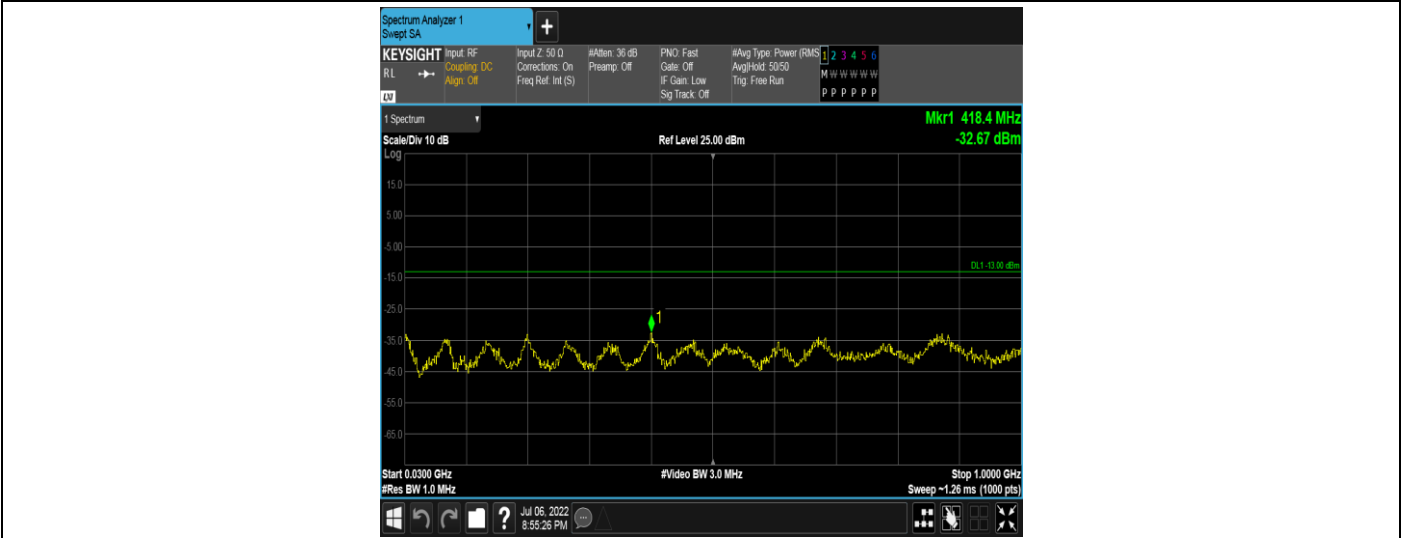 Spectrum Analyzer 1
Swept SA
+
KEYSIGHT
RL
LXI
Input: RF
Coupling: DC
Align: Off
Input Z: 50 Ω
Corrections: On
Freq Ref: Int (S)
#Atten: 36 dB
Preamp: Off
PNO: Fast
Gate: Off
IF Gain: Low
Sig Track: Off
#Avg Type: Power (RMS
Avg|Hold: 50/50
Trig: Free Run
1 2 3 4 5 6
M W W W W W
P P P P P P
1 Spectrum
Mkr1 418.4 MHz
Scale/Div 10 dB
Ref Level 25.00 dBm
-32.67 dBm
Log
15.0
5.00
-5.00
DL1 -13.00 dBm
-15.0
-25.0
1
-35.0
-45.0
-55.0
-65.0
Start 0.0300 GHz
#Video BW 3.0 MHz
Stop 1.0000 GHz
#Res BW 1.0 MHz
Sweep ~1.26 ms (1000 pts)
?
Jul 06, 2022
8:55:26 PM